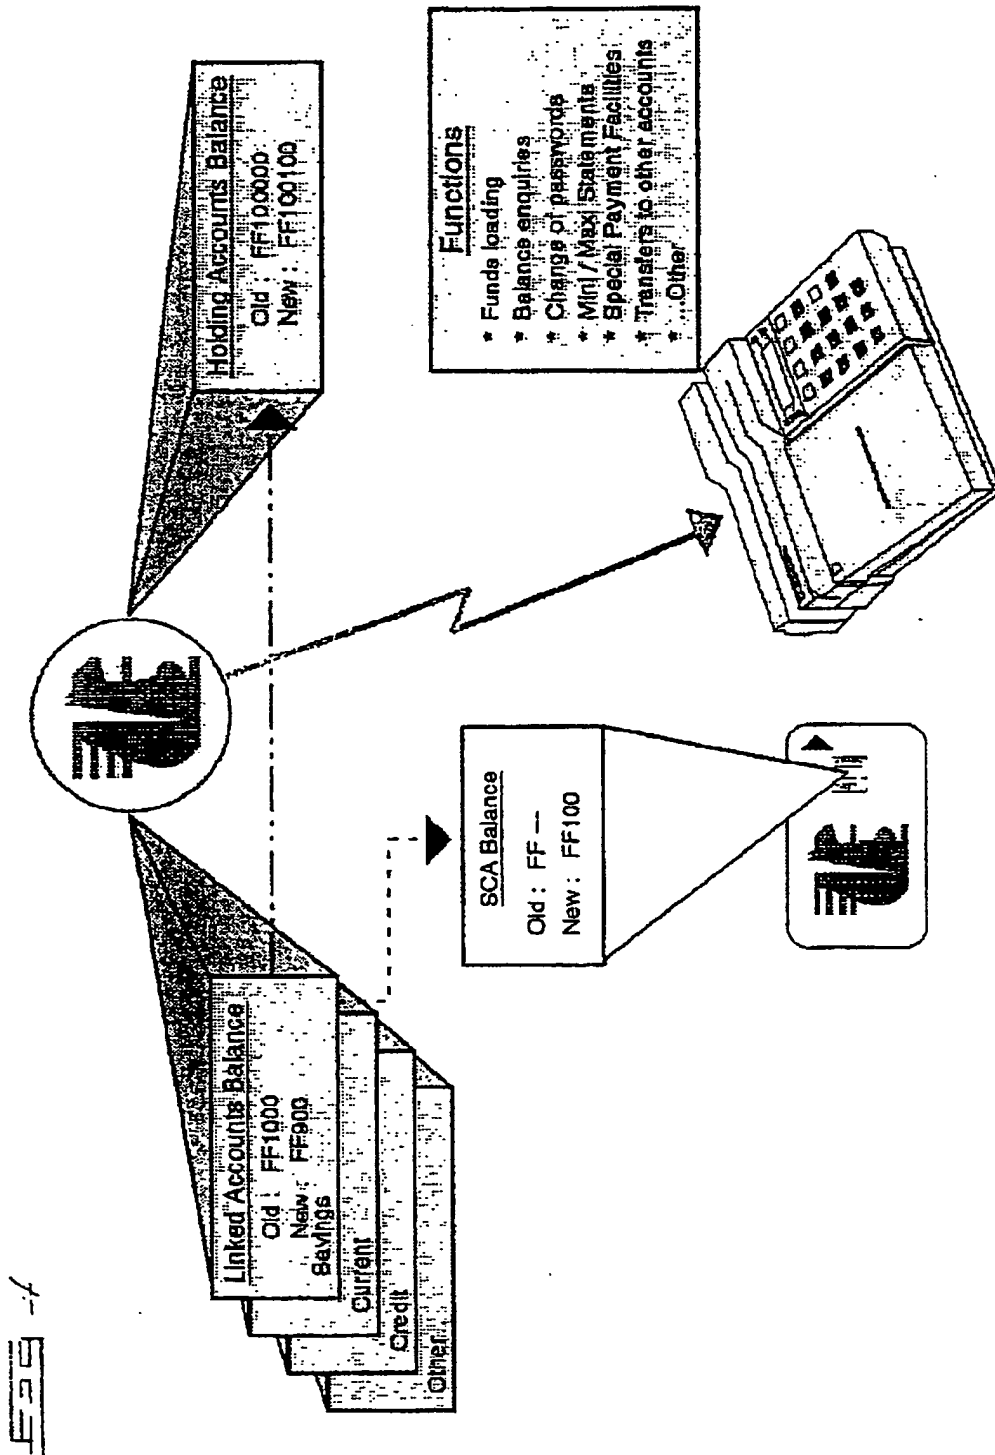 Linked Accounts Balance
Old : FF1000
New : FF900
Savings
Current
Credit
Other
Holding Accounts Balance
Old : FF100000
New : FF100100
SCA Balance
Old : FF ---
New : FF100
Functions
* Funds loading
* Balance enquiries
* Change of passwords
* Mini / Maxi Statements
* Special Payment Facilities
* Transfers to other accounts
* ...Other